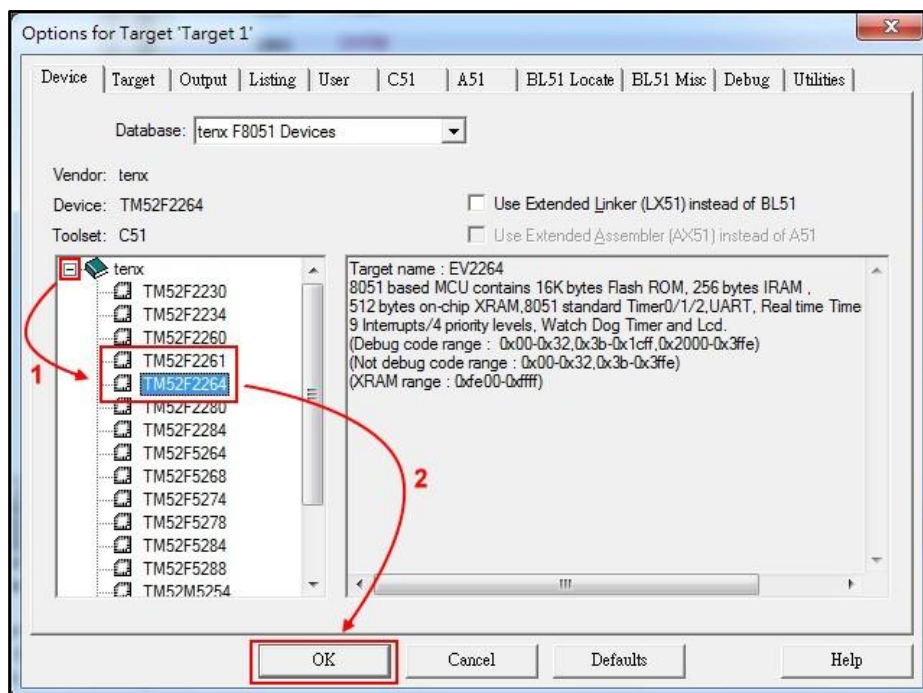 Options for Target 'Target 1'
Device Target Output Listing User C51 A51 BL51 Locate BL51 Misc Debug Utilities
Database: tenx F8051 Devices
Vendor: tenx
Device: TM52F2264
Toolset: C51
Use Extended Linker (LX51) instead of BL51
Use Extended Assembler (AX51) instead of A51
tenx
TM52F2230
TM52F2234
TM52F2260
TM52F2261
TM52F2264
TM52F2280
TM52F2284
TM52F5264
TM52F5268
TM52F5274
TM52F5278
TM52F5284
TM52F5288
TM52M5254
1
2
Target name : EV2264
8051 based MCU contains 16K bytes Flash ROM, 256 bytes IRAM ,
512 bytes on-chip XRAM,8051 standard Timer0/1/2,UART, Real time Time
9 Interrupts/4 priority levels, Watch Dog Timer and Lcd.
(Debug code range : 0x00-0x32,0x3b-0x1cff,0x2000-0x3ffe)
(Not debug code range : 0x00-0x32,0x3b-0x3ffe)
(XRAM range : 0xfe00-0xffff)
OK Cancel Defaults Help